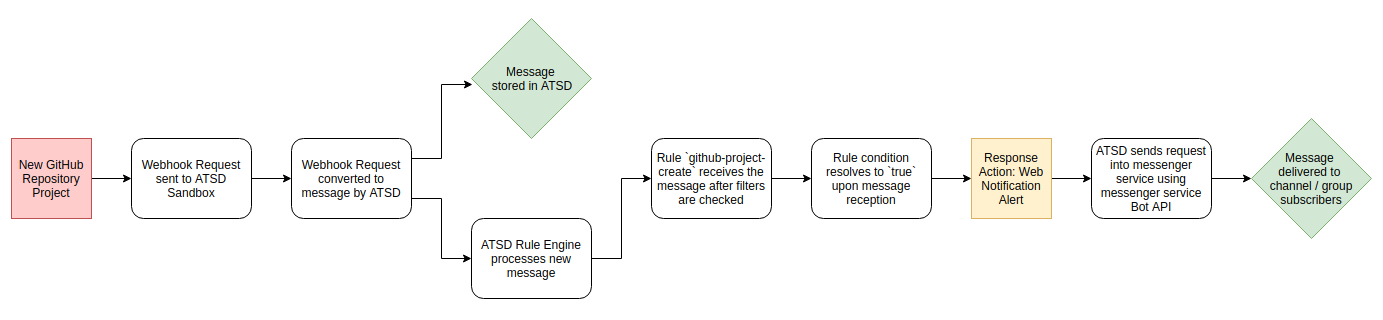 New GitHub
Repository
Project
Webhook Request
sent to ATSD
Sandbox
Webhook Request
converted to
message by ATSD
Message
stored in ATSD
ATSD Rule Engine
processes new
message
Rule `github-project-
create` receives the
message after filters
are checked
Rule condition
resolves to `true`
upon message
reception
Response
Action: Web
Notification
Alert
ATSD sends request
into messenger
service using
messenger service
Bot API
Message
delivered to
channel / group
subscribers